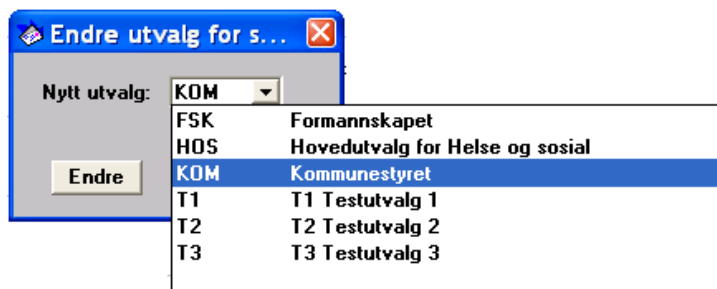 Endre utvalg for s...
Nytt utvalg: KOM
FSK Formannskapet
HOS Hovedutvalg for Helse og sosial
Endre KOM Kommunestyret
T1 T1 Testutvalg 1
T2 T2 Testutvalg 2
T3 T3 Testutvalg 3